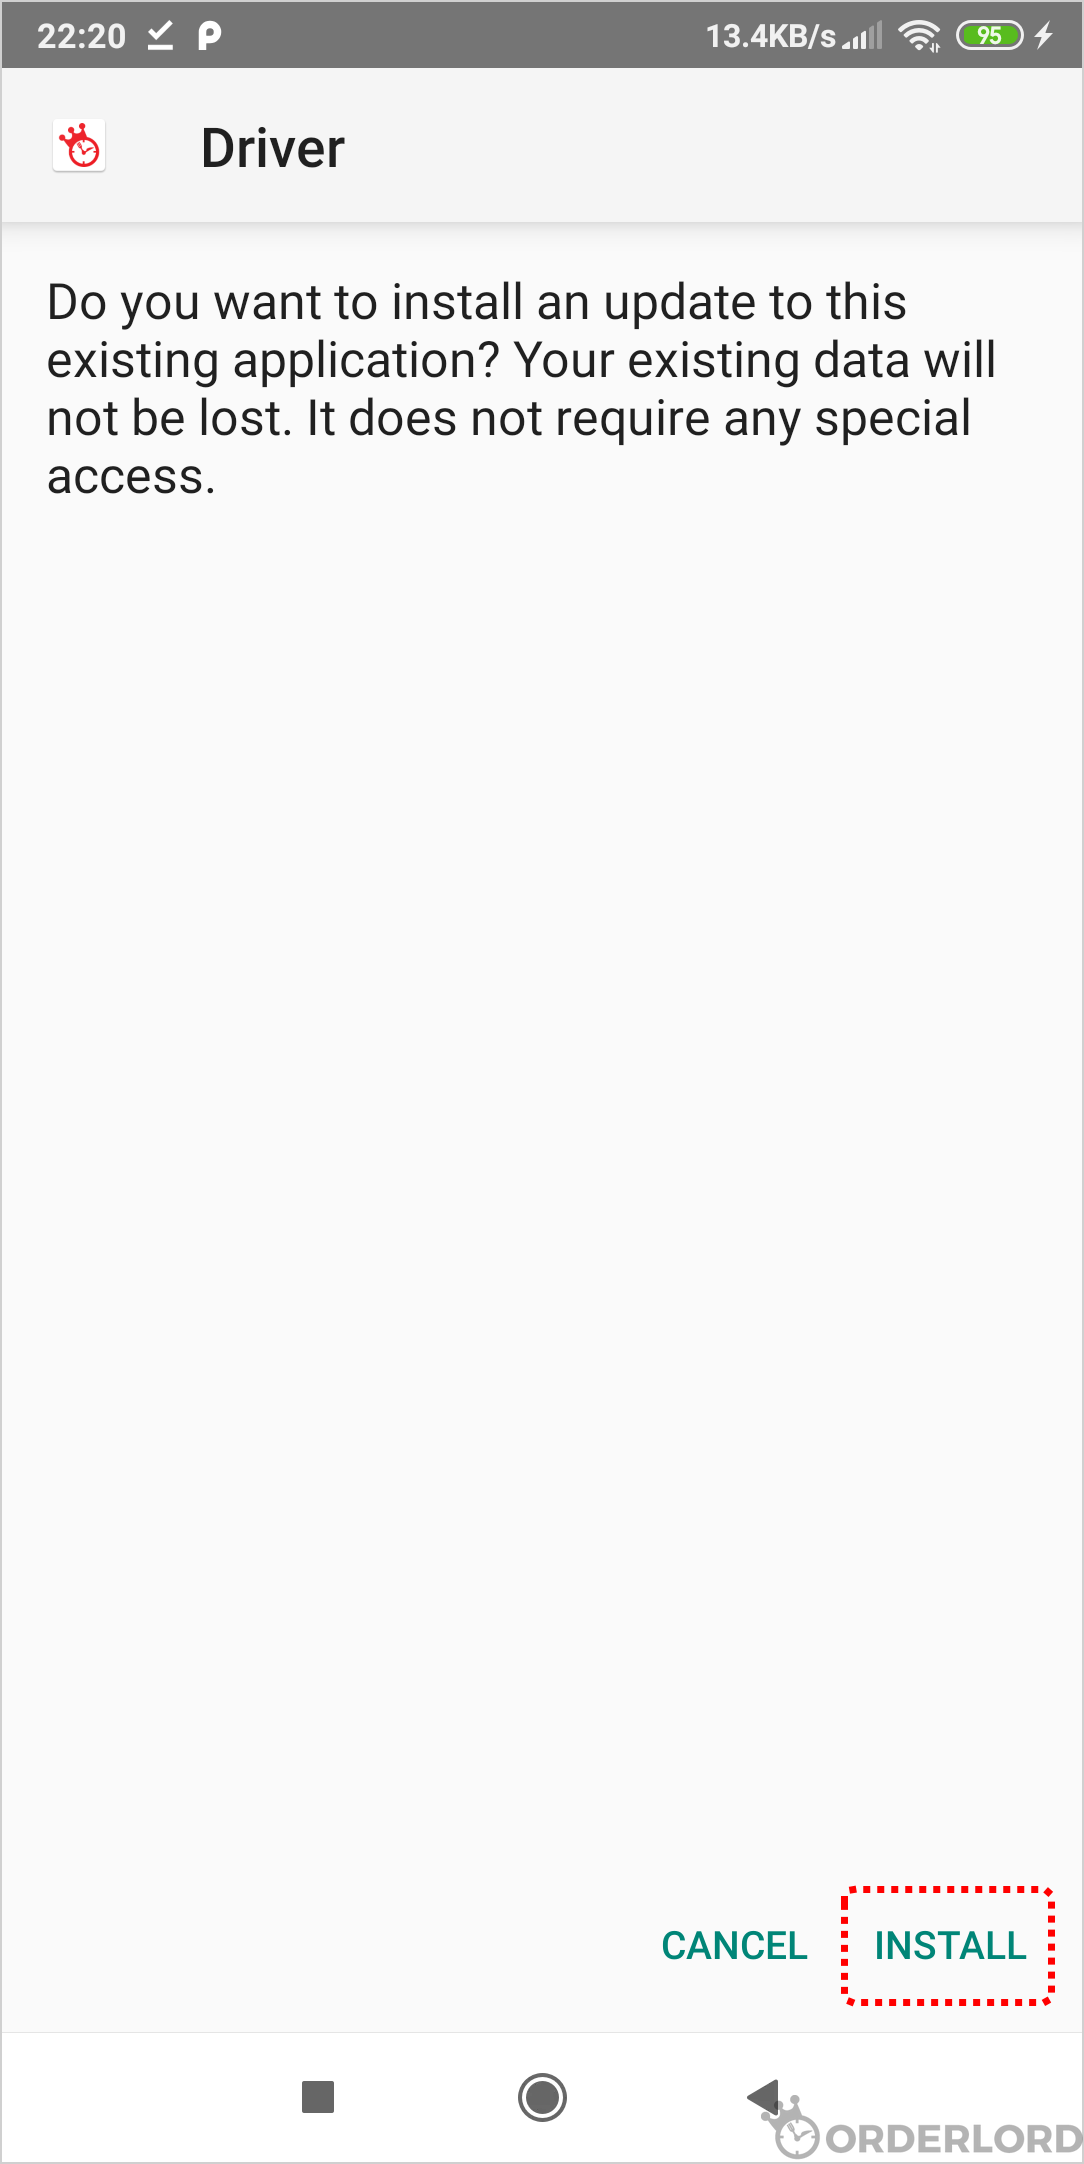 22:20 13.4KB/s 95
Driver
Do you want to install an update to this
existing application? Your existing data will
not be lost. It does not require any special
access.
CANCEL INSTALL
ORDERLORD